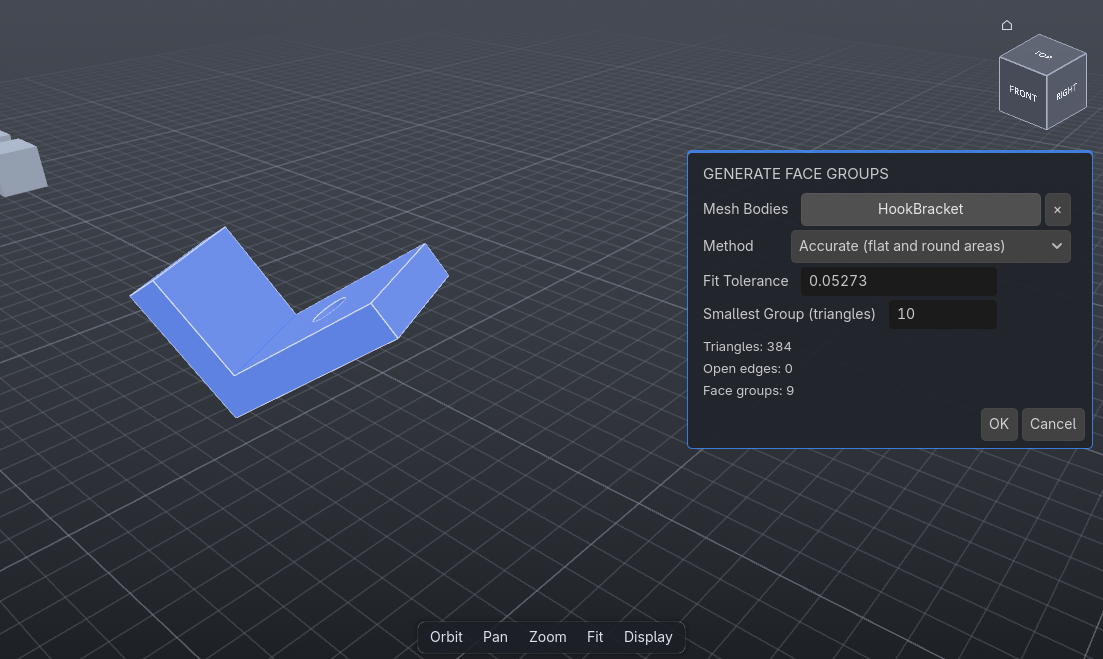 TOP
FRONT
RIGHT
GENERATE FACE GROUPS
Mesh Bodies HookBracket ×
Method Accurate (flat and round areas)
Fit Tolerance 0.05273
Smallest Group (triangles) 10
Triangles: 384
Open edges: 0
Face groups: 9
OK Cancel
Orbit Pan Zoom Fit Display